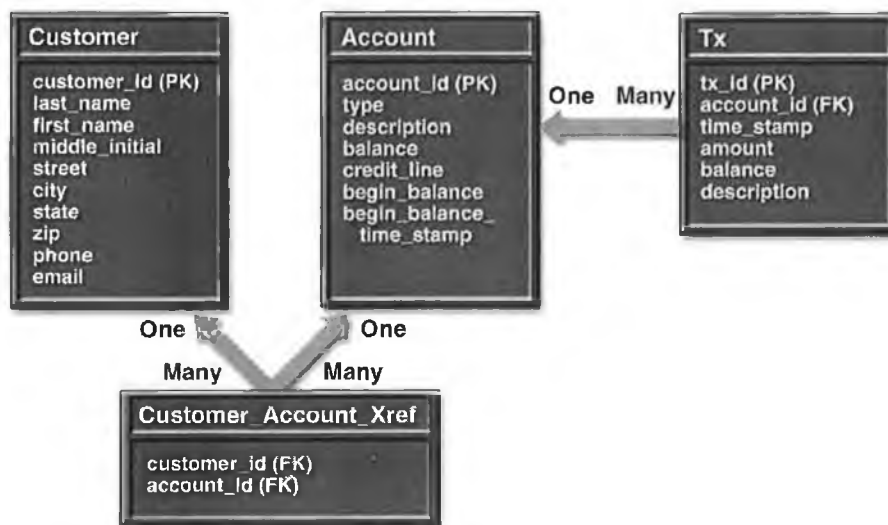 Customer
customer_id (PK)
last_name
first_name
middle_initial
street
city
state
zip
phone
email
Account
account_id (PK)
type
description
balance
credit_line
begin_balance
begin_balance_
time_stamp
One Many
Tx
tx_id (PK)
account_id (FK)
time_stamp
amount
balance
description
One
One
Many
Many
Customer_Account_Xref
customer_id (FK)
account_id (FK)